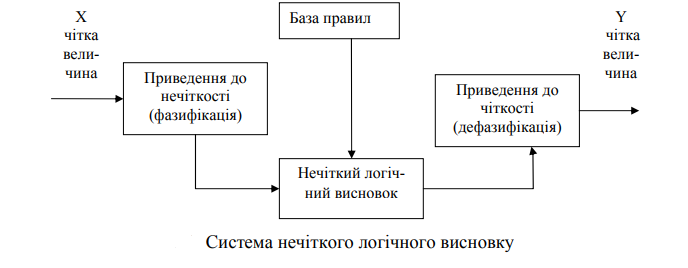 X
чітка
вели-
чина
База правил
Y
чітка
вели-
чина
Приведення до
нечіткості
(фазифікація)
Приведення до
чіткості
(дефазифікація)
Нечіткий логіч-
ний висновок
Система нечіткого логічного висновку